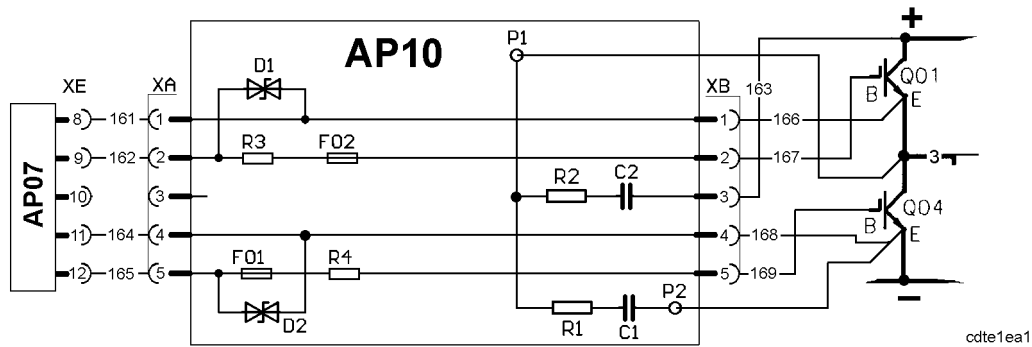 AP10
P1
+
D1
XE
XA
XB
163
Q01
B
E
8
161
1
1
166
9
162
2
R3
F02
2
167
3
AP07
10
3
R2
C2
3
Q04
B
E
11
164
4
4
168
12
165
5
F01
R4
5
169
D2
R1
C1
P2
−
cdte1ea1